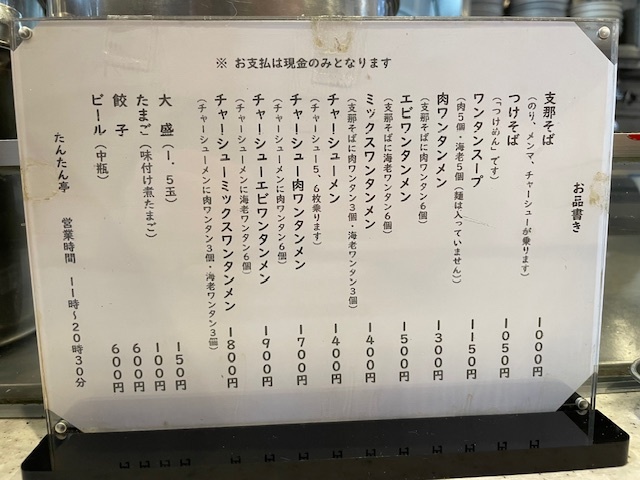 ※ お支払は現金のみとなります
お品書き
支那そば 一000円
(のり、メンマ、チャーシューが乗ります)
つけそば 一050円
(「つけめん」です)
ワンタンスープ 一一50円
(肉5個・海老5個(麺は入っていません))
肉ワンタンメン 一300円
(支那そばに肉ワンタン6個)
エビワンタンメン 一500円
(支那そばに海老ワンタン6個)
ミックスワンタンメン 一400円
(支那そばに肉ワンタン3個・海老ワンタン3個)
チャーシューメン 一400円
(チャーシュー5、6枚乗ります)
チャーシュー肉ワンタンメン 一700円
(チャーシューメンに肉ワンタン6個)
チャーシューエビワンタンメン 一900円
(チャーシューメンに海老ワンタン6個)
チャーシューミックスワンタンメン 一800円
(チャーシューメンに肉ワンタン3個・海老ワンタン3個)
大 盛(一.5玉) 一50円
たまご(味付け煮たまご) 一00円
餃 子 600円
ビール(中瓶) 600円
たんたん亭 営業時間 一一時~20時30分